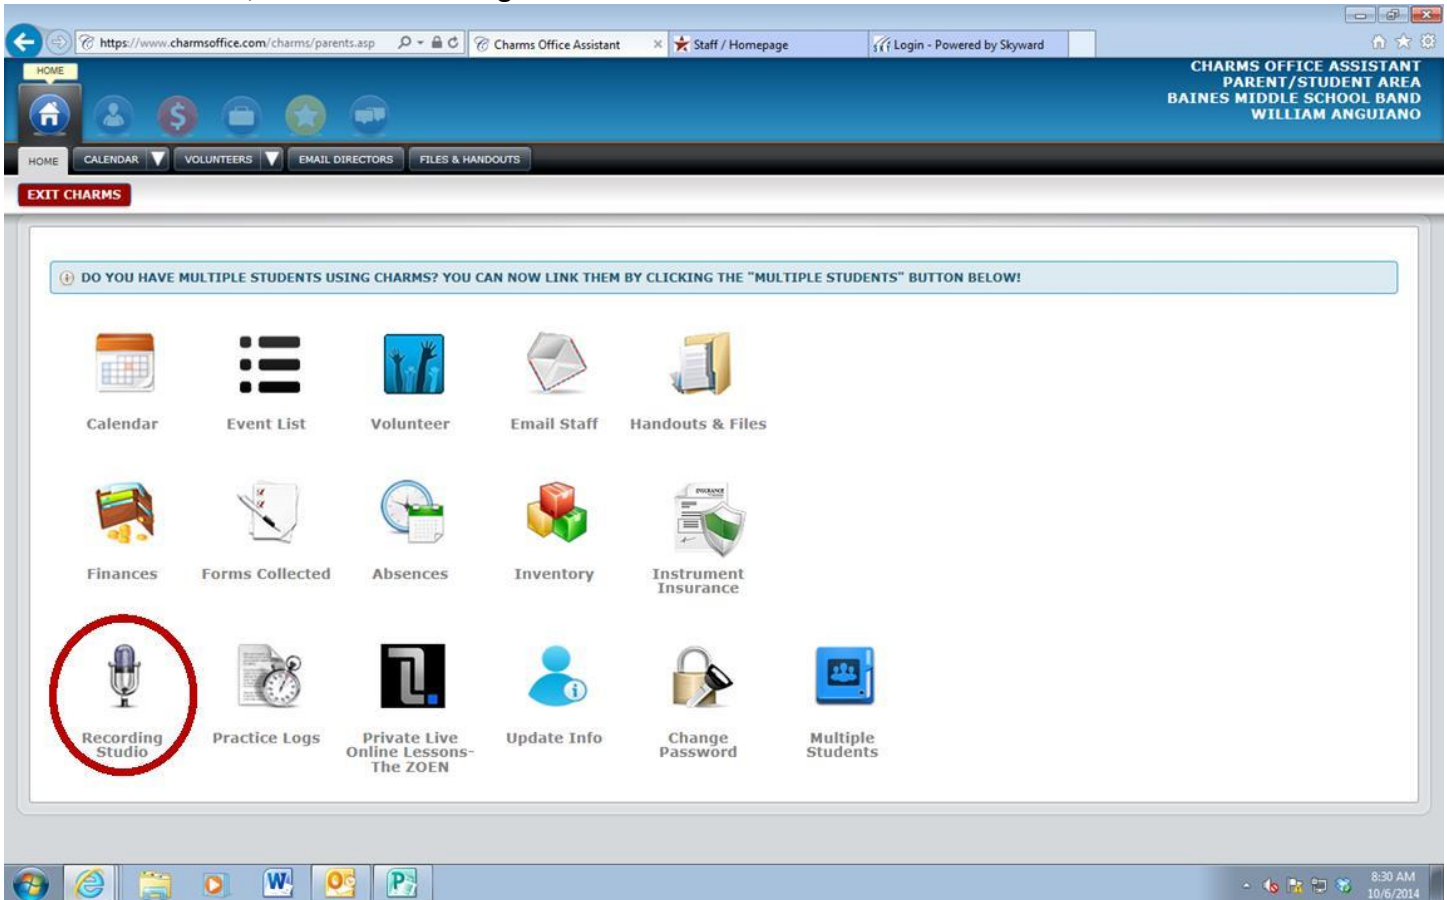 https://www.charmsoffice.com/charms/parents.asp
Charms Office Assistant
Staff / Homepage
Login - Powered by Skyward
HOME
CHARMS OFFICE ASSISTANT
PARENT/STUDENT AREA
BAINES MIDDLE SCHOOL BAND
WILLIAM ANGUIANO
HOME
CALENDAR
VOLUNTEERS
EMAIL DIRECTORS
FILES & HANDOUTS
EXIT CHARMS
DO YOU HAVE MULTIPLE STUDENTS USING CHARMS? YOU CAN NOW LINK THEM BY CLICKING THE "MULTIPLE STUDENTS" BUTTON BELOW!
Calendar
Event List
Volunteer
Email Staff
Handouts & Files
INSURANCE
Finances
Forms Collected
Absences
Inventory
Instrument
Insurance
Recording
Studio
Practice Logs
Private Live
Online Lessons-
The ZOEN
Update Info
Change
Password
Multiple
Students
8:30 AM
10/6/2014